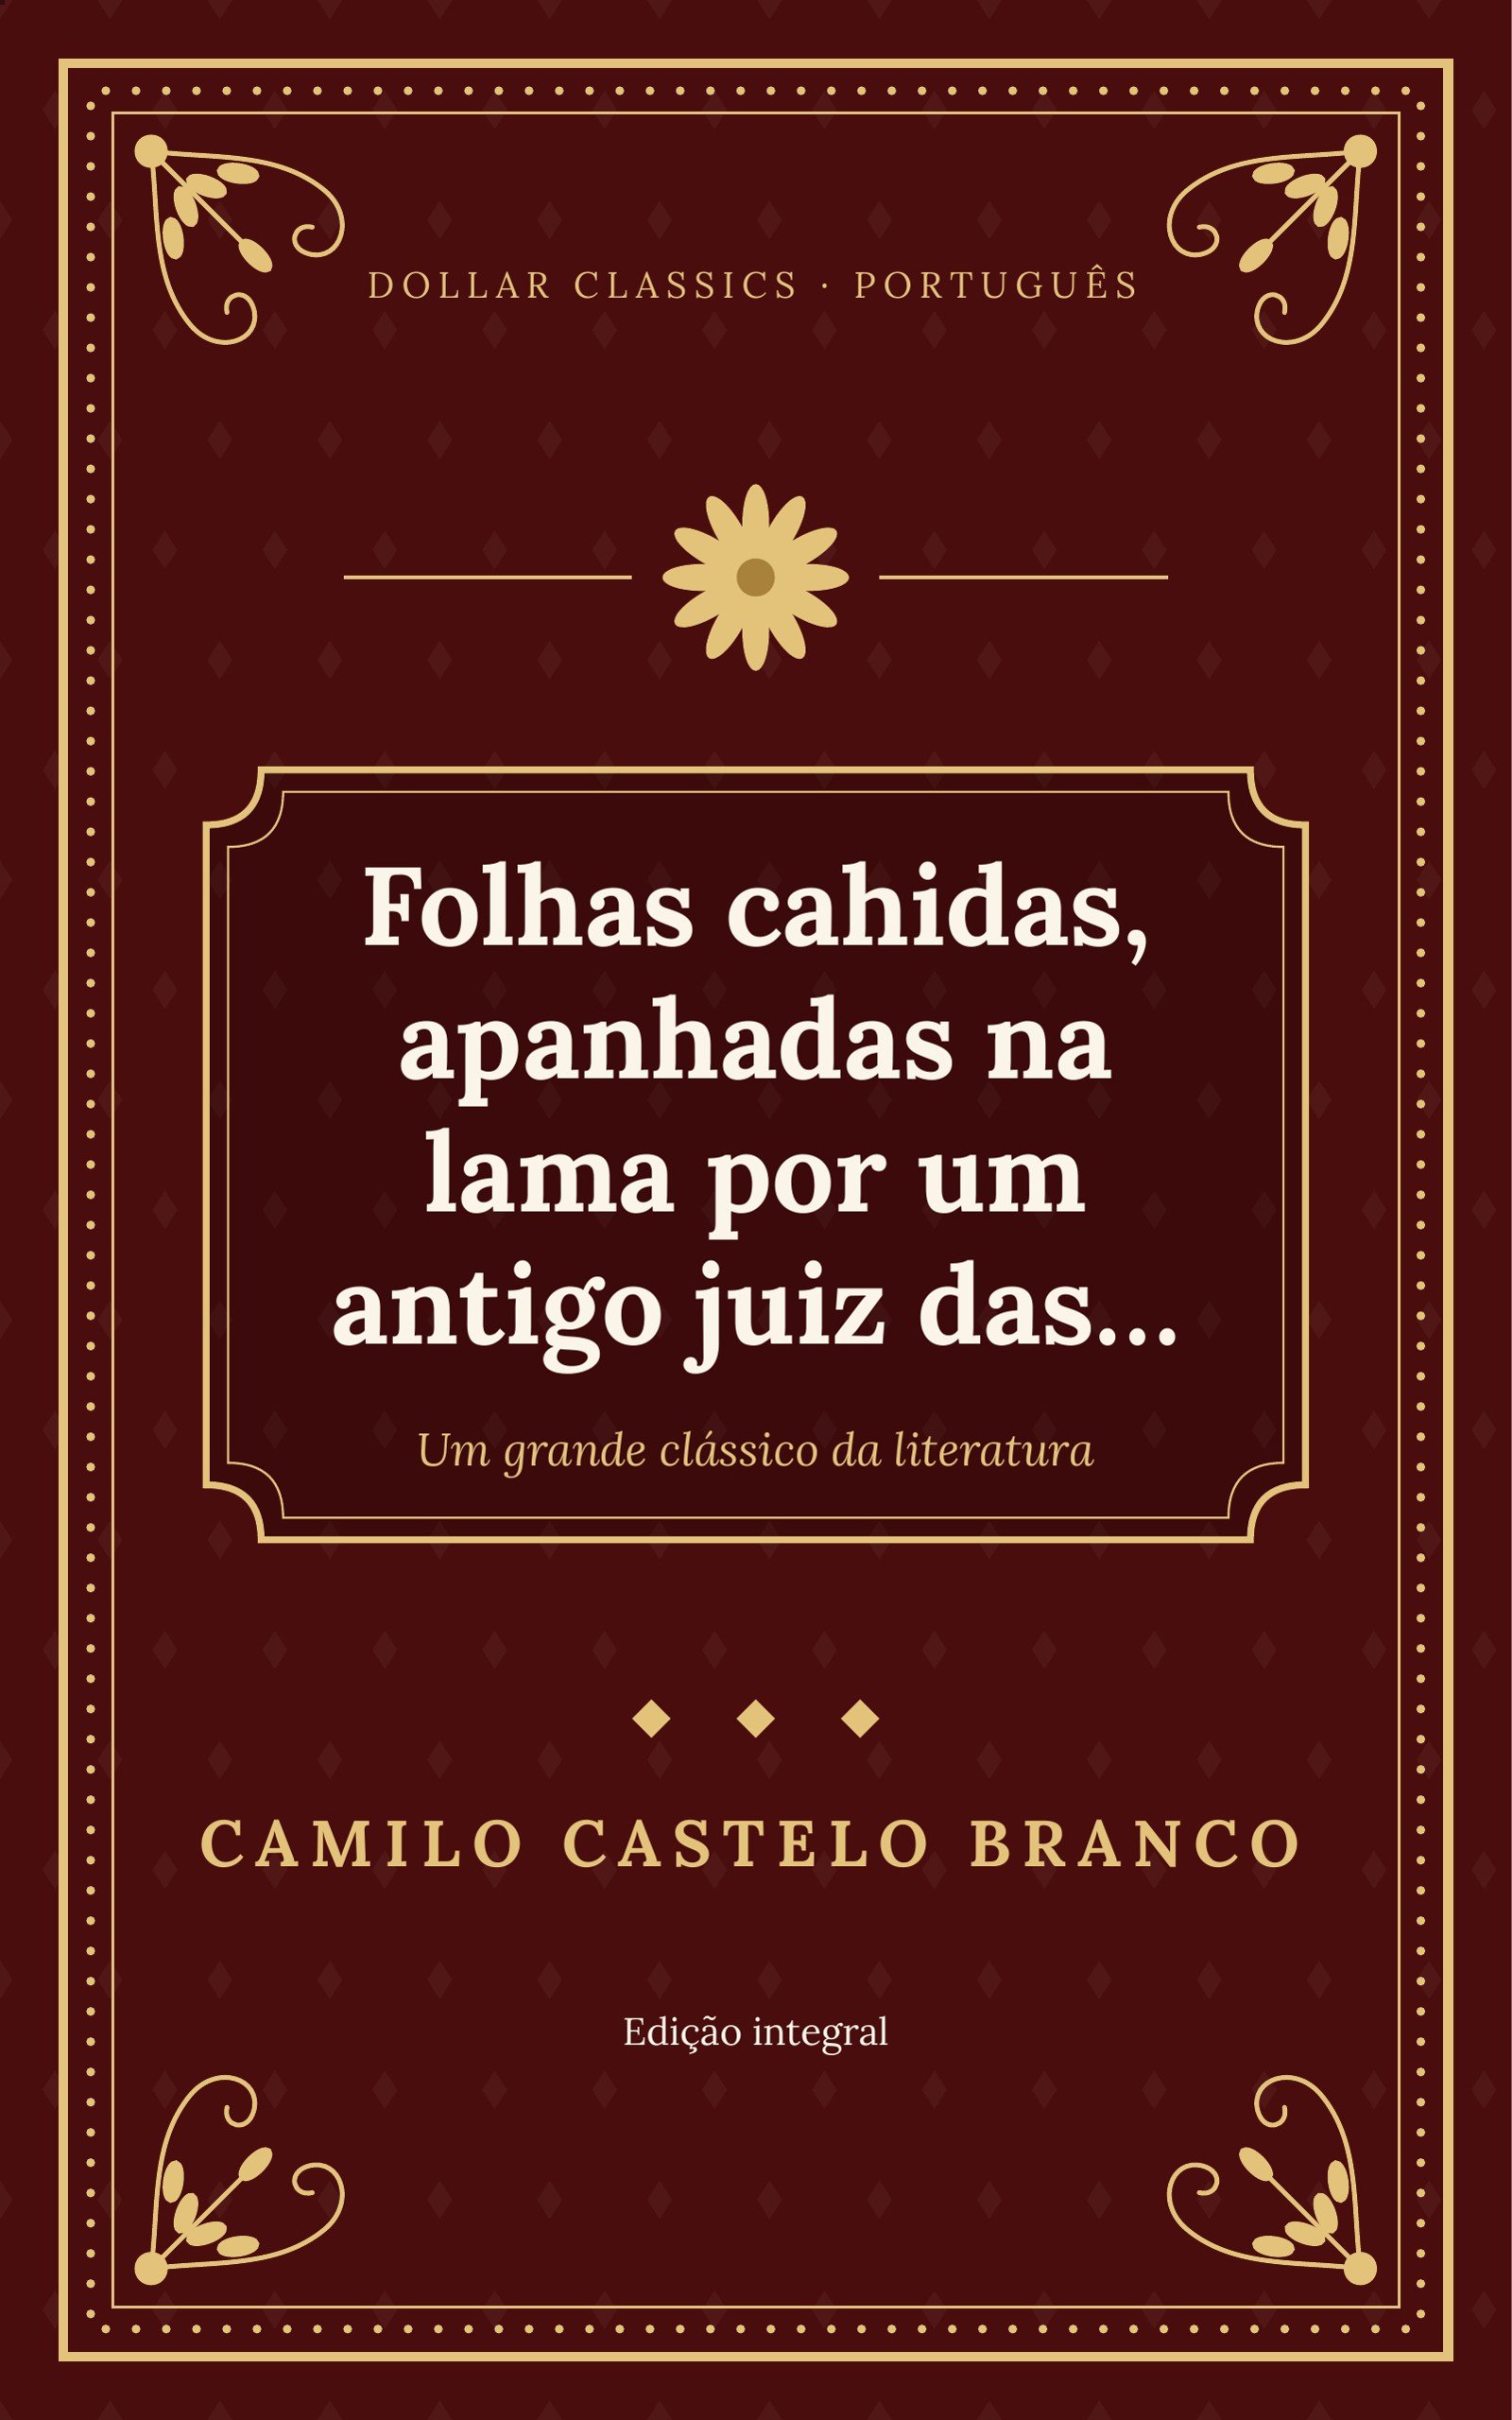 DOLLAR CLASSICS · PORTUGUÊS
Folhas cahidas,
apanhadas na
lama por um
antigo juiz das...
Um grande clássico da literatura
CAMILO CASTELO BRANCO
Edição integral